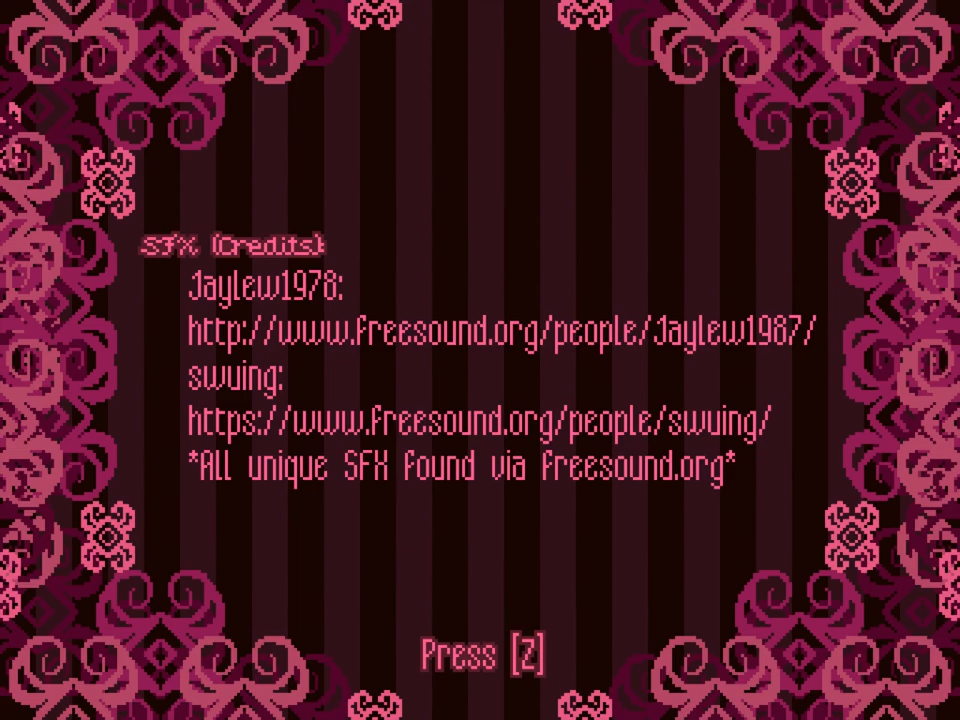 SFX (Credits):
Jaylew1978:
http://www.freesound.org/people/Jaylew1987/
swuing:
https://www.freesound.org/people/swuing/
*All unique SFX found via freesound.org*
Press [Z]